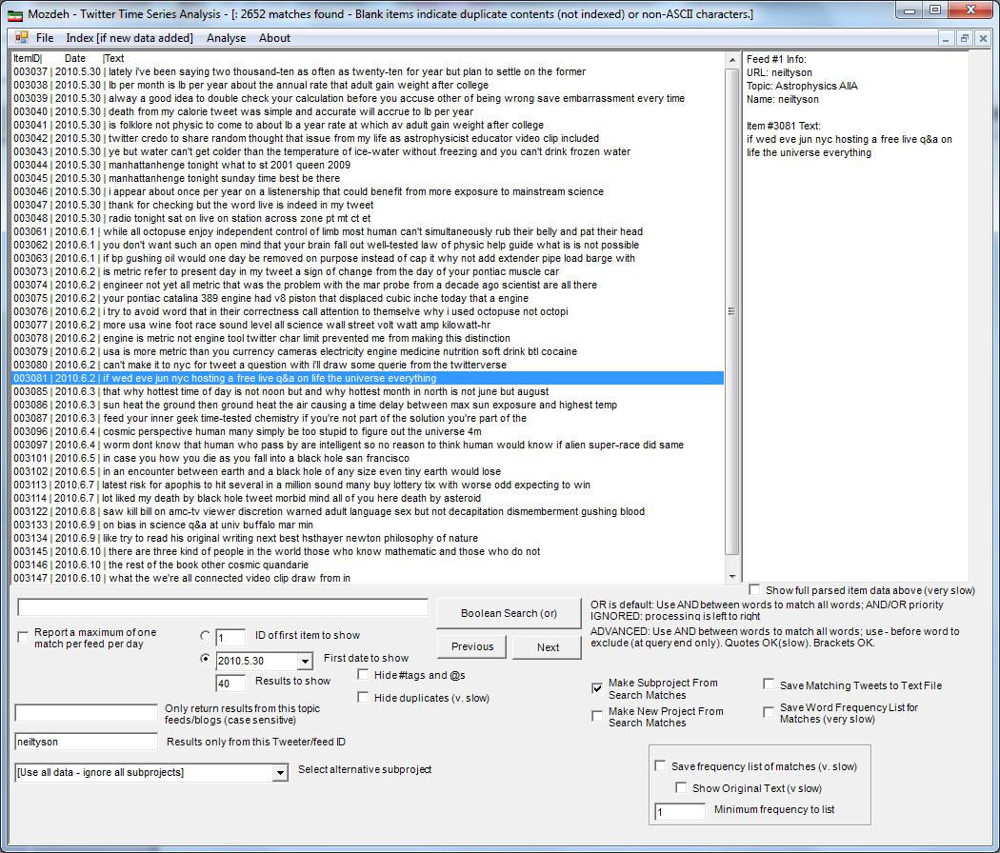 Mozdeh - Twitter Time Series Analysis - [: 2652 matches found - Blank items indicate duplicate contents (not indexed) or non-ASCII characters.]
File Index [if new data added] Analyse About
ItemID| Date |Text
003037 | 2010.5.30 | lately i've been saying two thousand-ten as often as twenty-ten for year but plan to settle on the former
003038 | 2010.5.30 | lb per month is lb per year about the annual rate that adult gain weight after college
003039 | 2010.5.30 | alway a good idea to double check your calculation before you accuse other of being wrong save embarrassment every time
003040 | 2010.5.30 | death from my calorie tweet was simple and accurate will accrue to lb per year
003041 | 2010.5.30 | is folklore not physic to come to about lb a year rate at which av adult gain weight after college
003042 | 2010.5.30 | twitter credo to share random thought that issue from my life as astrophysicist educator video clip included
003043 | 2010.5.30 | ye but water can't get colder than the temperature of ice-water without freezing and you can't drink frozen water
003044 | 2010.5.30 | manhattanhenge tonight what to st 2001 queen 2009
003045 | 2010.5.30 | manhattanhenge tonight sunday time best be there
003046 | 2010.5.30 | i appear about once per year on a listenership that could benefit from more exposure to mainstream science
003047 | 2010.5.30 | thank for checking but the word live is indeed in my tweet
003048 | 2010.5.30 | radio tonight sat on live on station across zone pt mt ct et
003061 | 2010.6.1 | while all octopuse enjoy independent control of limb most human can't simultaneously rub their belly and pat their head
003062 | 2010.6.1 | you don't want such an open mind that your brain fall out well-tested law of physic help guide what is is not possible
003063 | 2010.6.1 | if bp gushing oil would one day be removed on purpose instead of cap it why not add extender pipe load barge with
003073 | 2010.6.2 | is metric refer to present day in my tweet a sign of change from the day of your pontiac muscle car
003074 | 2010.6.2 | engineer not yet all metric that was the problem with the mar probe from a decade ago scientist are all there
003075 | 2010.6.2 | your pontiac catalina 389 engine had v8 piston that displaced cubic inche today that a engine
003076 | 2010.6.2 | i try to avoid word that in their correctness call attention to themselve why i used octopuse not octopi
003077 | 2010.6.2 | more usa wine foot race sound level all science wall street volt watt amp kilowatt-hr
003078 | 2010.6.2 | engine is metric not engine tool twitter char limit prevented me from making this distinction
003079 | 2010.6.2 | usa is more metric than you currency cameras electricity engine medicine nutrition soft drink btl cocaine
003080 | 2010.6.2 | can't make it to nyc for tweet a question with i'll draw some querie from the twitterverse
003081 | 2010.6.2 | if wed eve jun nyc hosting a free live q&a on life the universe everything
003085 | 2010.6.3 | that why hottest time of day is not noon but and why hottest month in north is not june but august
003086 | 2010.6.3 | sun heat the ground then ground heat the air causing a time delay between max sun exposure and highest temp
003087 | 2010.6.3 | feed your inner geek time-tested chemistry if you're not part of the solution you're part of the
003096 | 2010.6.4 | cosmic perspective human many simply be too stupid to figure out the universe 4m
003097 | 2010.6.4 | worm dont know that human who pass by are intelligent so no reason to think human would know if alien super-race did same
003101 | 2010.6.5 | in case you how you die as you fall into a black hole san francisco
003102 | 2010.6.5 | in an encounter between earth and a black hole of any size even tiny earth would lose
003113 | 2010.6.7 | latest risk for apophis to hit several in a million sound many buy lottery tix with worse odd expecting to win
003114 | 2010.6.7 | lot liked my death by black hole tweet morbid mind all of you here death by asteroid
003122 | 2010.6.8 | saw kill bill on amc-tv viewer discretion warned adult language sex but not decapitation dismemberment gushing blood
003133 | 2010.6.9 | on bias in science q&a at univ buffalo mar min
003134 | 2010.6.9 | like try to read his original writing next best hsthayer newton philosophy of nature
003145 | 2010.6.10 | there are three kind of people in the world those who know mathematic and those who do not
003146 | 2010.6.10 | the rest of the book other cosmic quandarie
003147 | 2010.6.10 | what the we're all connected video clip draw from in
Feed #1 Info:
URL: neiltyson
Topic: Astrophysics AllA
Name: neiltyson
Item #3081 Text:
if wed eve jun nyc hosting a free live q&a on
life the universe everything
Show full parsed item data above (very slow)
Boolean Search (or)
OR is default: Use AND between words to match all words; AND/OR priority
IGNORED: processing is left to right
ADVANCED: Use AND between words to match all words; use - before word to
exclude (at query end only). Quotes OK(slow). Brackets OK.
Report a maximum of one
match per feed per day
1 ID of first item to show
2010.5.30 First date to show
40 Results to show
Previous Next
Hide #tags and @s
Hide duplicates (v. slow)
Only return results from this topic
feeds/blogs (case sensitive)
neiltyson Results only from this Tweeter/feed ID
[Use all data - ignore all subprojects] Select alternative subproject
Make Subproject From
Search Matches
Make New Project From
Search Matches
Save Matching Tweets to Text File
Save Word Frequency List for
Matches (very slow)
Save frequency list of matches (v. slow)
Show Original Text (v slow)
1 Minimum frequency to list